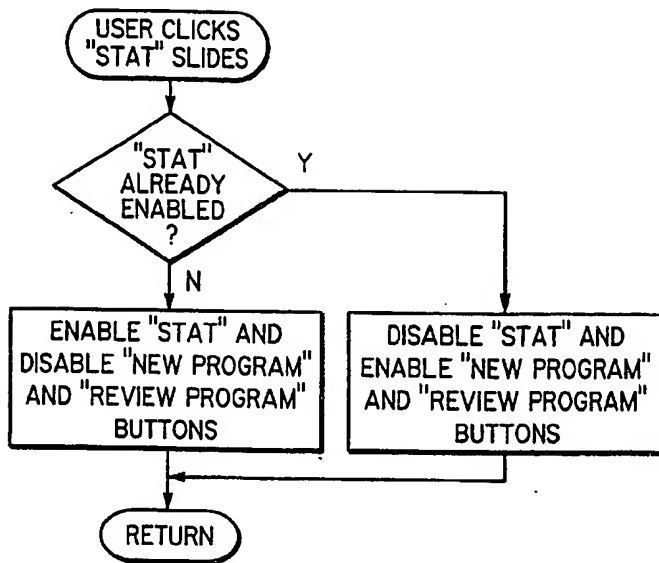 USER CLICKS
"STAT" SLIDES
"STAT"
ALREADY
ENABLED
?
Y
N
ENABLE "STAT" AND
DISABLE "NEW PROGRAM"
AND "REVIEW PROGRAM"
BUTTONS
DISABLE "STAT" AND
ENABLE "NEW PROGRAM"
AND "REVIEW PROGRAM"
BUTTONS
RETURN